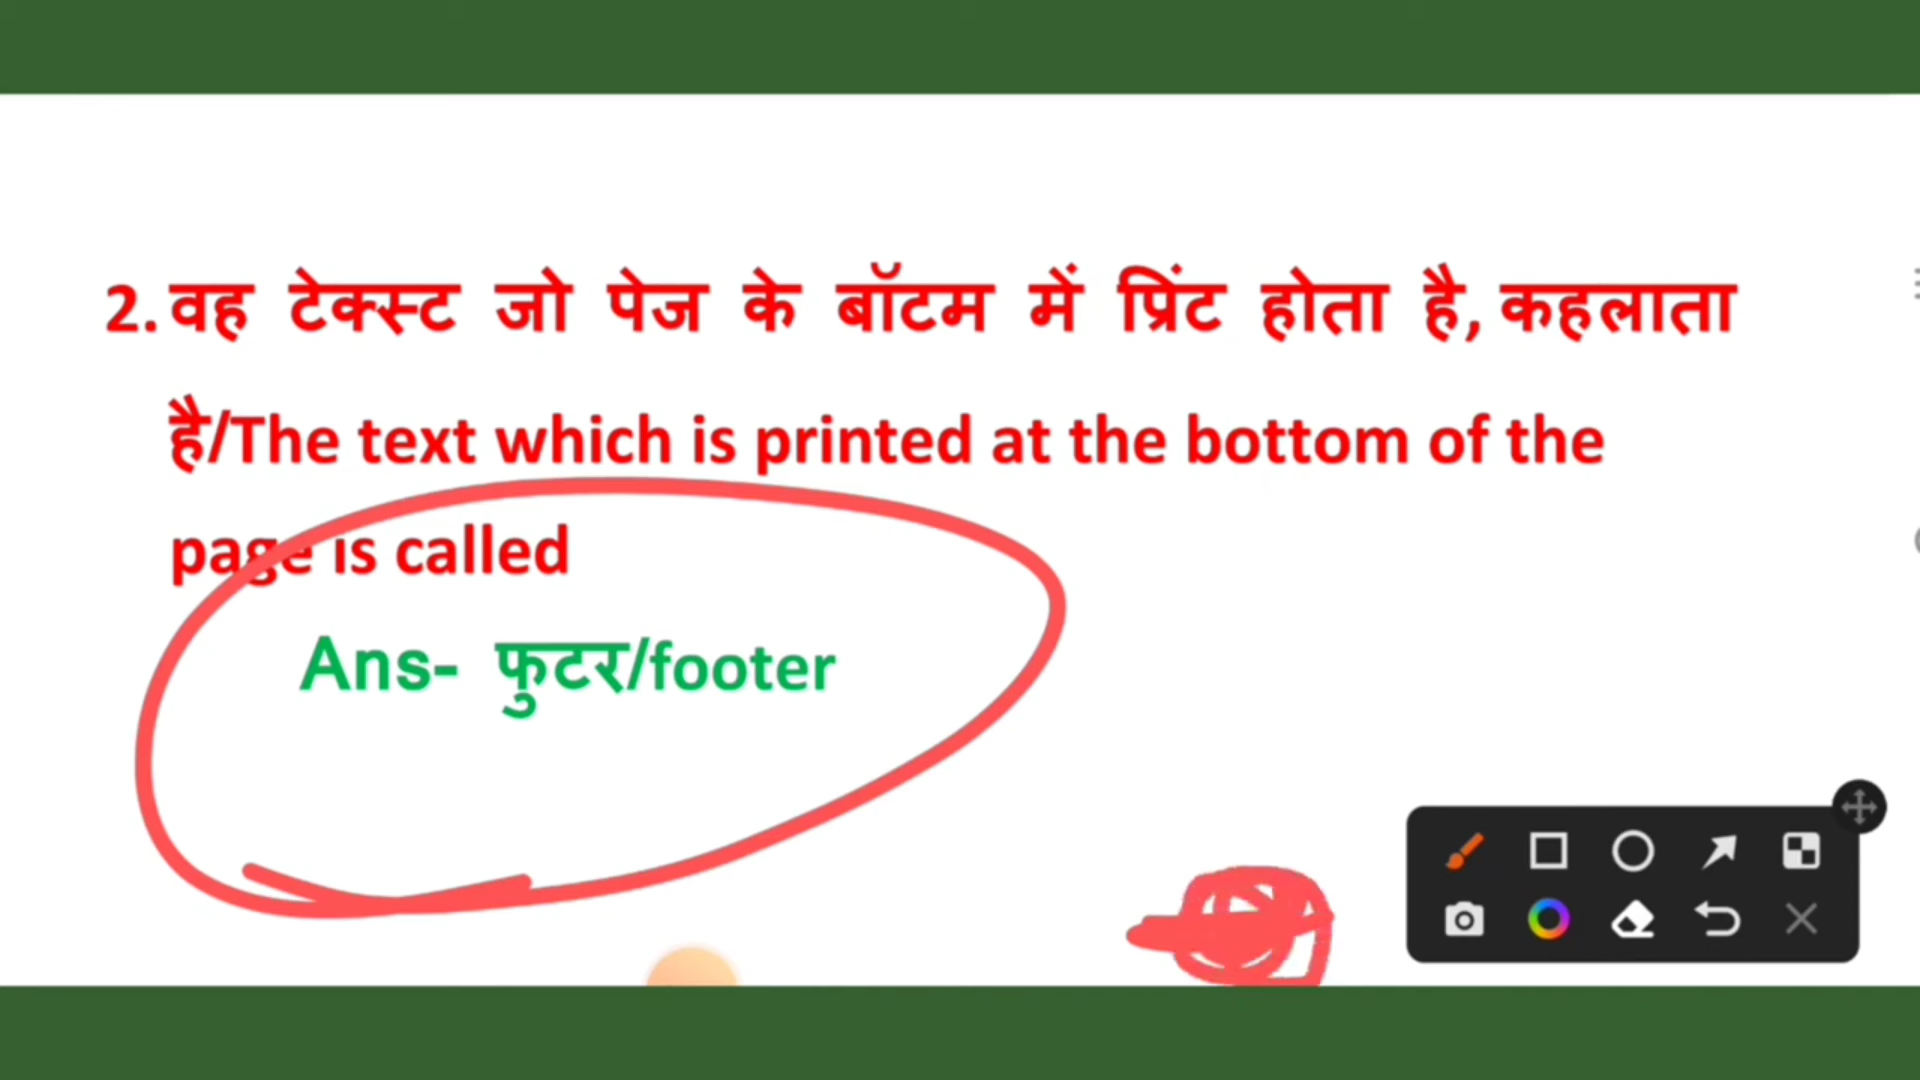 2. वह टेक्स्ट जो पेज के बॉटम में प्रिंट होता है, कहलाता
है/The text which is printed at the bottom of the
page is called
Ans- फुटर/footer